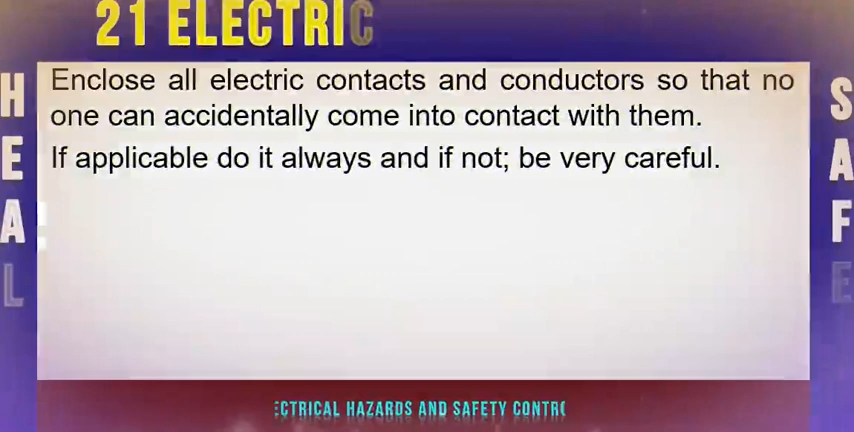 21 ELECTRIC
Enclose all electric contacts and conductors so that no
one can accidentally come into contact with them.
If applicable do it always and if not; be very careful.
H
E
A
L
S
A
F
E
ECTRICAL HAZARDS AND SAFETY CONTR